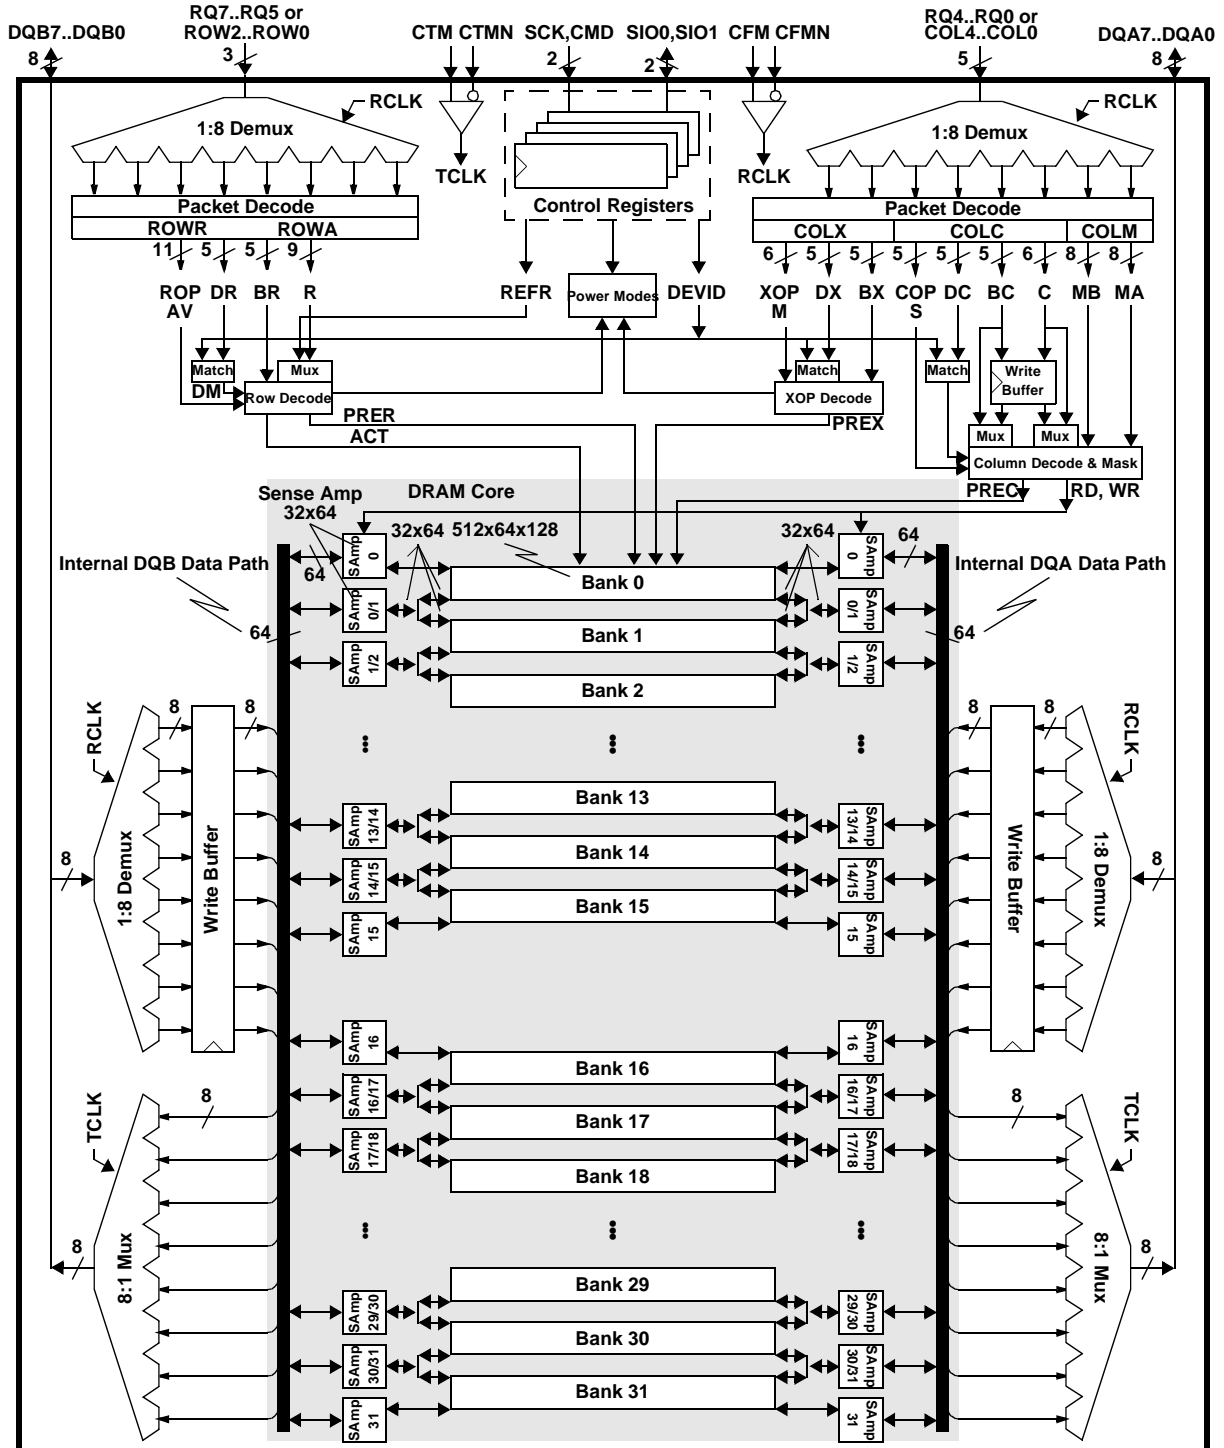 RQ7..RQ5 or
ROW2..ROW0
RQ4..RQ0 or
COL4..COL0
DQB7..DQB0
CTM CTMN SCK,CMD SIO0,SIO1 CFM CFMN
DQA7..DQA0
8
3
2
2
5
8
RCLK
1:8 Demux
TCLK
RCLK
RCLK
1:8 Demux
Packet Decode
ROWR
ROWA
Control Registers
Packet Decode
COLX
COLC
COLM
11
5
5
9
6
5
5
5
5
5
6
8
8
ROP
AV
DR
BR
R
REFR
Power Modes
DEVID
XOP
M
DX
BX
COP
S
DC
BC
C
MB
MA
Match
DM
Mux
Row Decode
Match
XOP Decode
Match
Write
Buffer
Mux
Mux
Column Decode & Mask
PRER
ACT
PREX
PREC
RD, WR
Sense Amp
32x64
DRAM Core
32x64
512x64x128
32x64
64
64
Internal DQB Data Path
Internal DQA Data Path
64
64
SAmp
0
Bank 0
SAmp
0
SAmp
0/1
Bank 1
SAmp
0/1
SAmp
1/2
Bank 2
SAmp
1/2
RCLK
8
8
8
8
RCLK
8
1:8 Demux
Write Buffer
Write Buffer
1:8 Demux
8
Bank 13
SAmp
13/14
SAmp
13/14
Bank 14
SAmp
14/15
SAmp
14/15
Bank 15
SAmp
15
SAmp
15
SAmp
16
Bank 16
SAmp
16
SAmp
16/17
Bank 17
SAmp
16/17
SAmp
17/18
Bank 18
SAmp
17/18
TCLK
8
8
TCLK
8
8:1 Mux
8:1 Mux
8
Bank 29
SAmp
29/30
SAmp
29/30
Bank 30
SAmp
30/31
SAmp
30/31
Bank 31
SAmp
31
SAmp
31